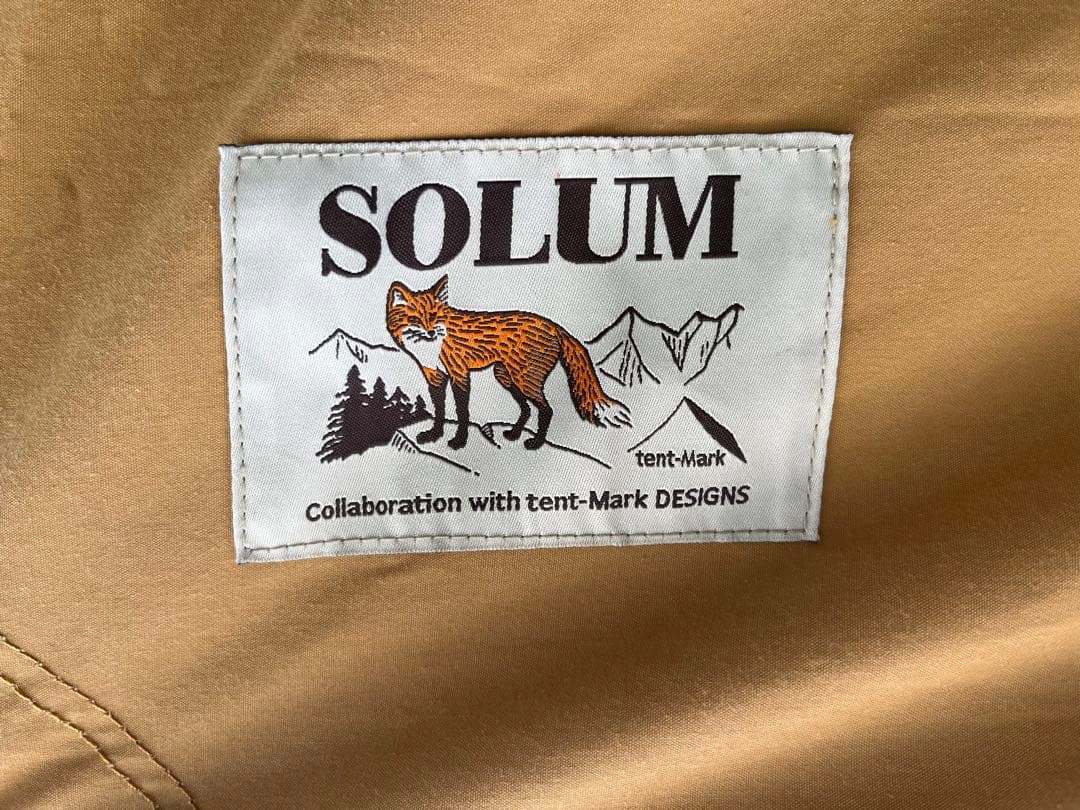 SOLUM
tent-Mark
Collaboration with tent-Mark DESIGNS